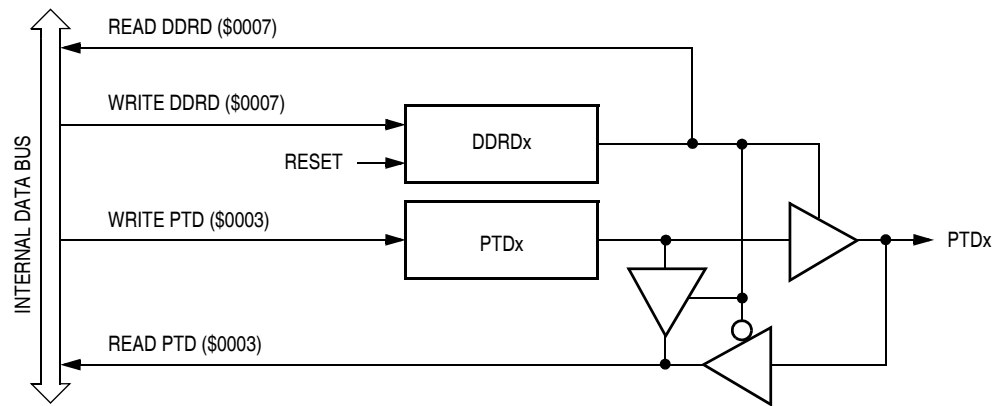 READ DDRD ($0007)
WRITE DDRD ($0007)
DDRDx
RESET
WRITE PTD ($0003)
PTDx
PTDx
READ PTD ($0003)
INTERNAL DATA BUS